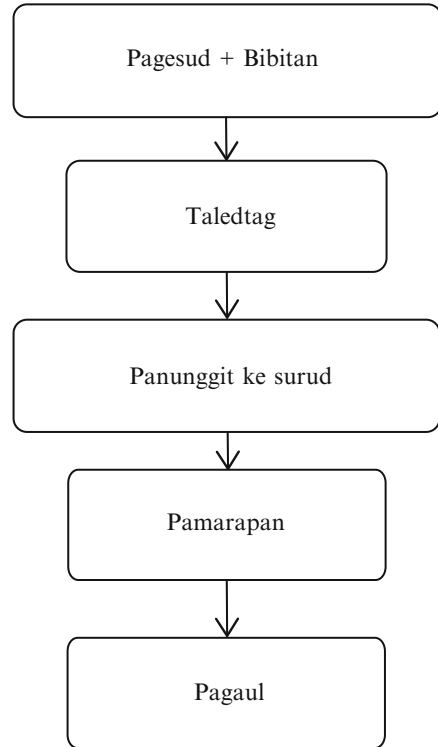 Pagesud + Bibitan
Taledtag
Panunggit ke surud
Pamarapan
Pagaul